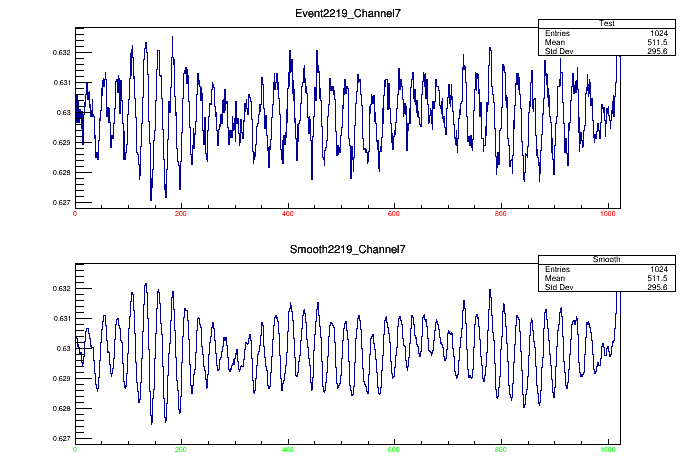 Event2219_Channel7
Test
Entries 1024
Mean 511.5
Std Dev 295.6
0.632
0.631
0.63
0.629
0.628
0.627
0 200 400 600 800 1000
Smooth2219_Channel7
Smooth
Entries 1024
Mean 511.5
Std Dev 295.6
0.632
0.631
0.63
0.629
0.628
0.627
0 200 400 600 800 1000